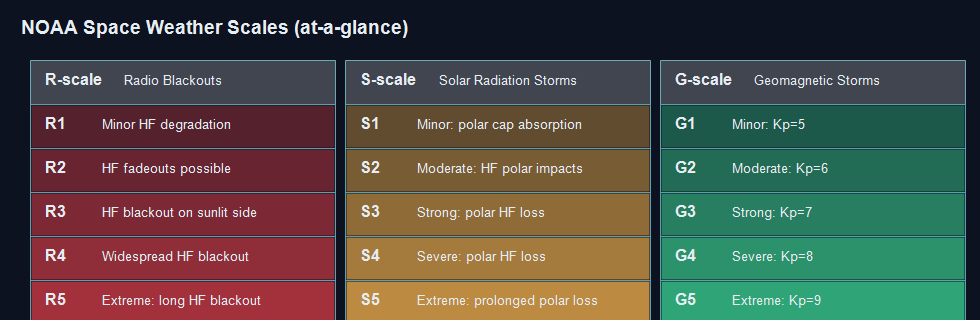 NOAA Space Weather Scales (at-a-glance)
R-scale Radio Blackouts
R1 Minor HF degradation
R2 HF fadeouts possible
R3 HF blackout on sunlit side
R4 Widespread HF blackout
R5 Extreme: long HF blackout
S-scale Solar Radiation Storms
S1 Minor: polar cap absorption
S2 Moderate: HF polar impacts
S3 Strong: polar HF loss
S4 Severe: polar HF loss
S5 Extreme: prolonged polar loss
G-scale Geomagnetic Storms
G1 Minor: Kp=5
G2 Moderate: Kp=6
G3 Strong: Kp=7
G4 Severe: Kp=8
G5 Extreme: Kp=9